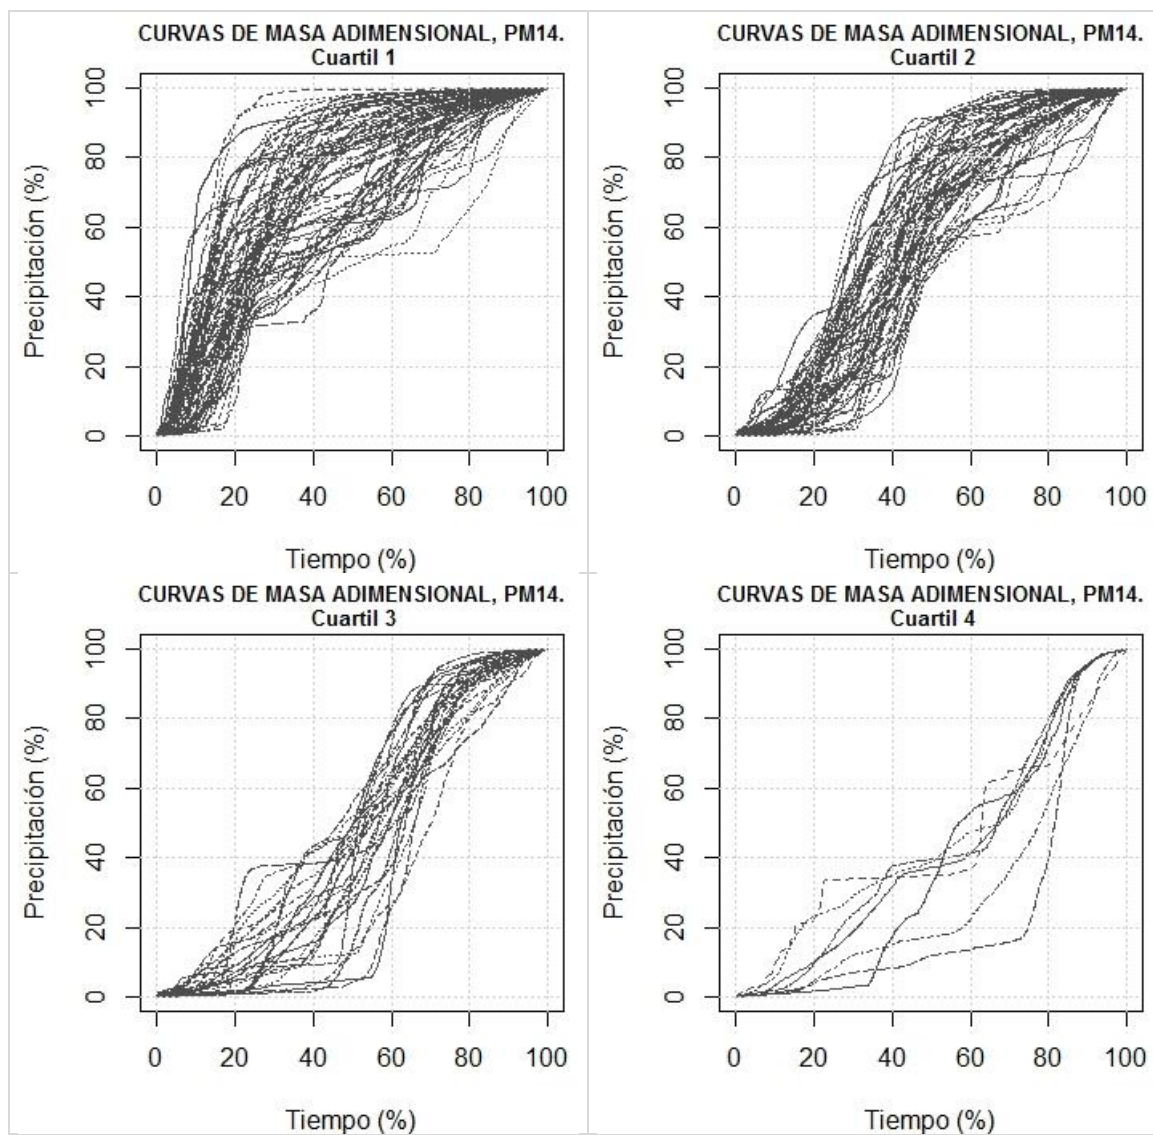 CURVAS DE MASA ADIMENSIONAL, PM14.
Cuartil 1
Precipitación (%)
100
80
60
40
20
0
0 20 40 60 80 100
Tiempo (%)
CURVAS DE MASA ADIMENSIONAL, PM14.
Cuartil 2
Precipitación (%)
100
80
60
40
20
0
0 20 40 60 80 100
Tiempo (%)
CURVAS DE MASA ADIMENSIONAL, PM14.
Cuartil 3
Precipitación (%)
100
80
60
40
20
0
0 20 40 60 80 100
Tiempo (%)
CURVAS DE MASA ADIMENSIONAL, PM14.
Cuartil 4
Precipitación (%)
100
80
60
40
20
0
0 20 40 60 80 100
Tiempo (%)